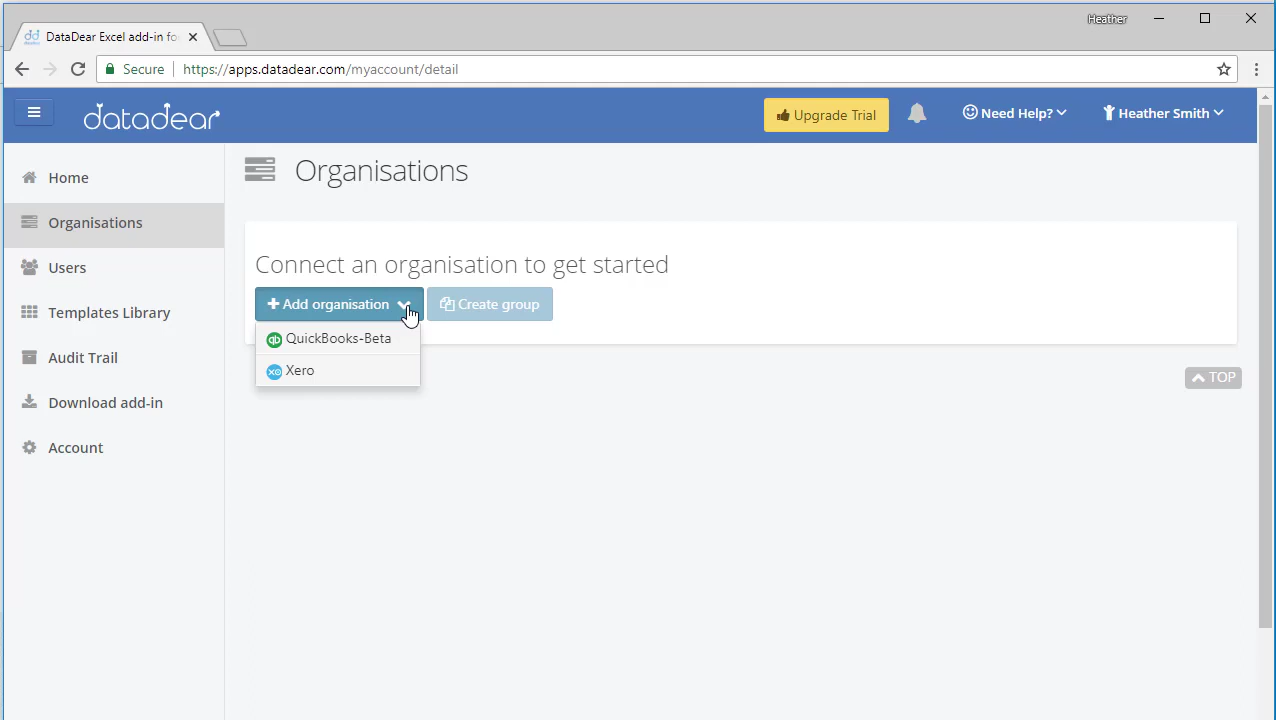 Heather
DataDear Excel add-in fo
Secure
https://apps.datadear.com/myaccount/detail
datadear
Upgrade Trial
Need Help?
Heather Smith
Home
Organisations
Users
Templates Library
Audit Trail
Download add-in
Account
Organisations
Connect an organisation to get started
+ Add organisation
Create group
qb QuickBooks-Beta
xo Xero
TOP